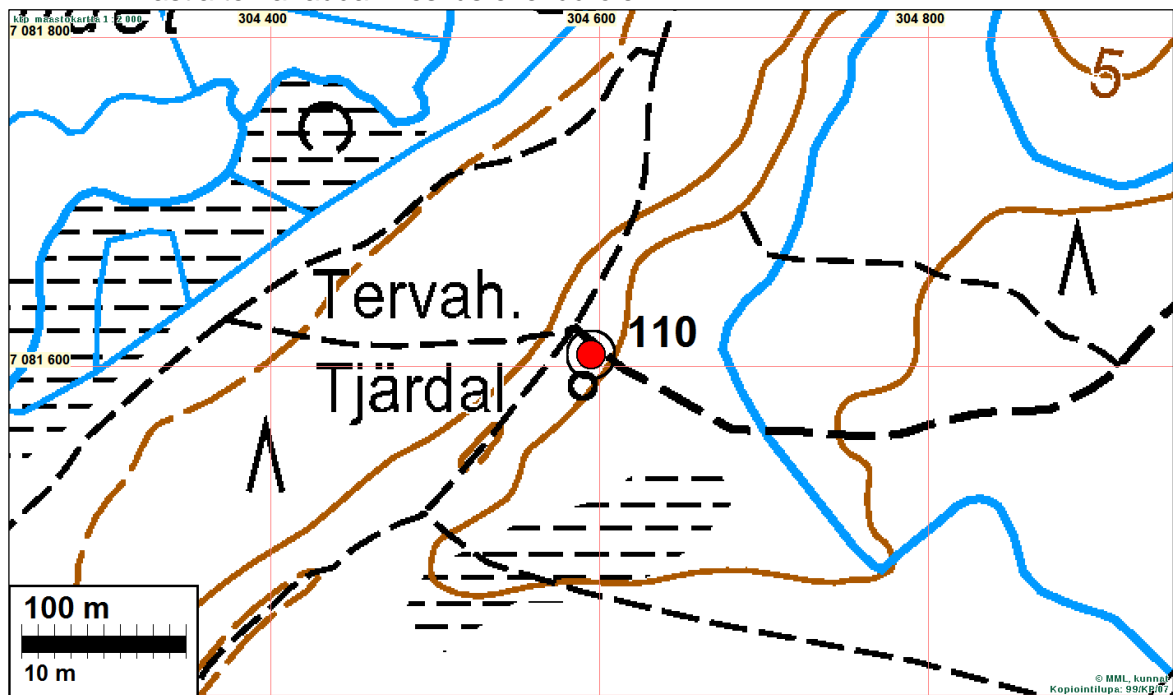 304 400
304 600
304 800
7 081 800
5
Tervah.
110
7 081 600
Tjärdal
100 m
10 m
© MML, kunnat
Kopiointilupa: 99/KP/07